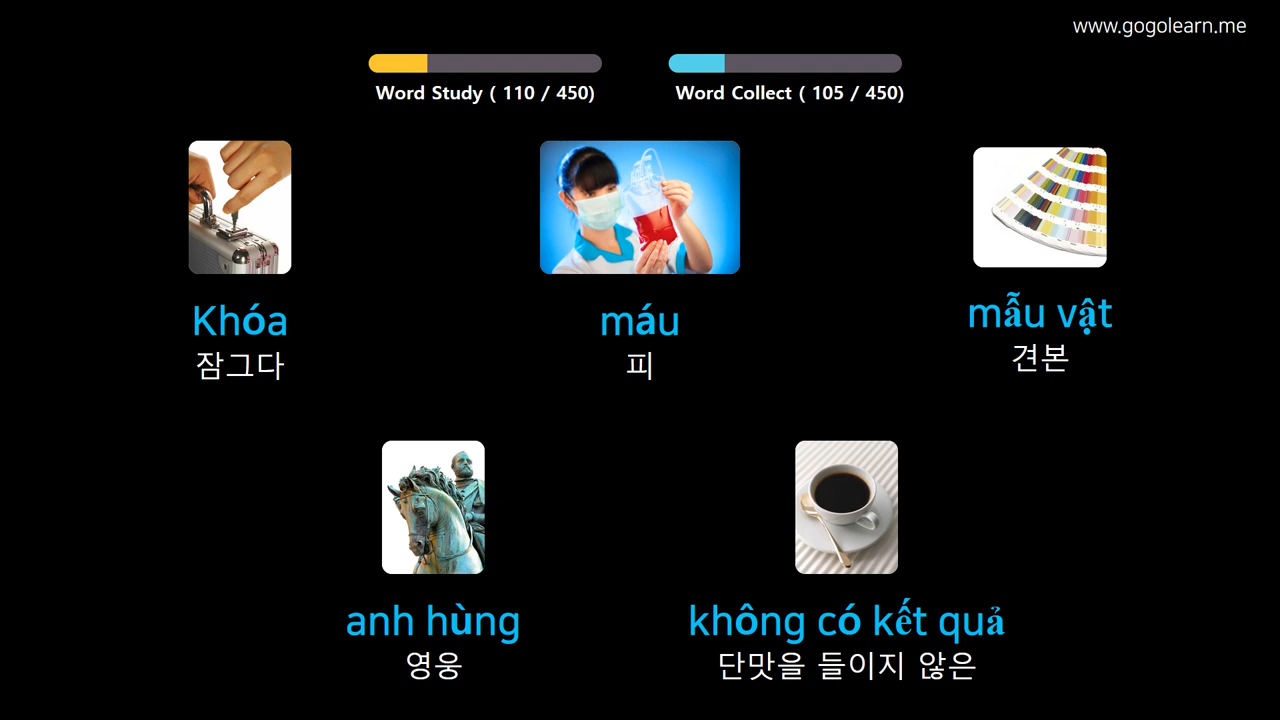 www.gogolearn.me
Word Study ( 110 / 450)
Word Collect ( 105 / 450)
Khóa
잠그다
máu
피
mẫu vật
견본
anh hùng
영웅
không có kết quả
단맛을 들이지 않은